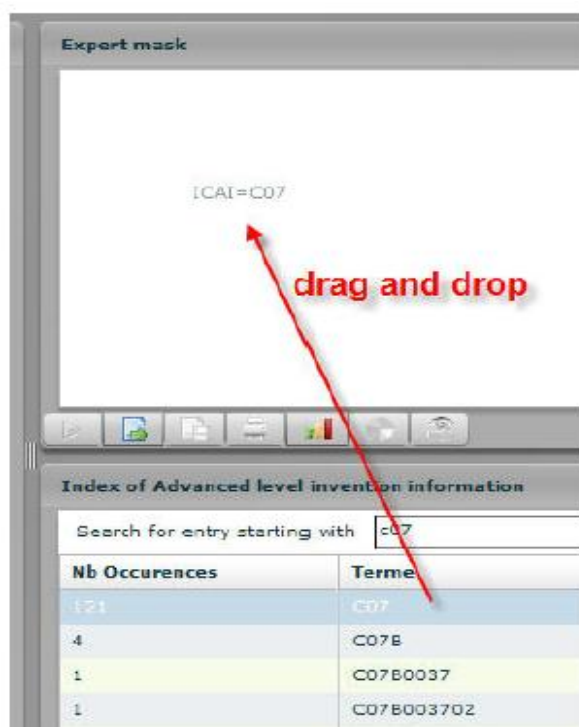 Expert mask
ICAI=C07
drag and drop
Index of Advanced level invention information
Search for entry starting with c07
Nb Occurences Terme
121 C07
4 C07B
1 C07B0037
1 C07B003702